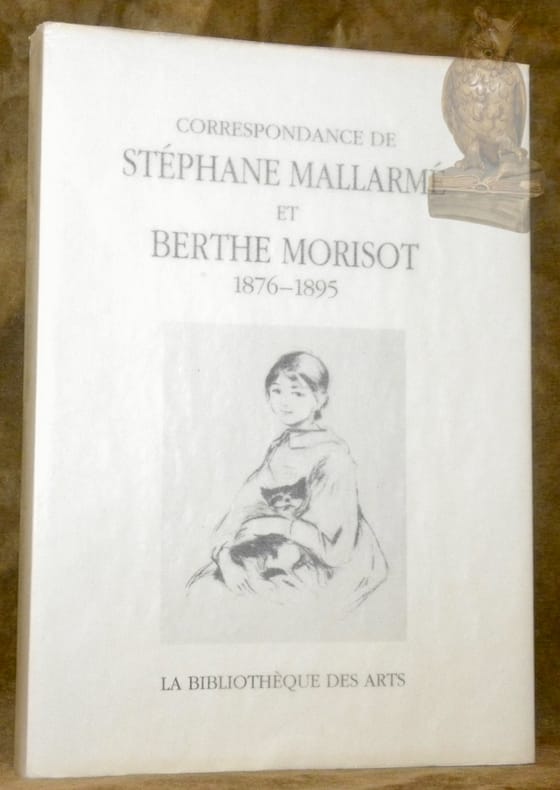 CORRESPONDANCE DE
STÉPHANE MALLARMÉ
ET
BERTHE MORISOT
1876–1895
LA BIBLIOTHÈQUE DES ARTS